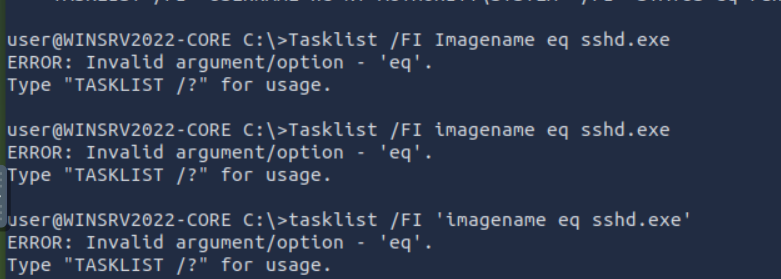 user@WINSRV2022-CORE C:\>Tasklist /FI Imagename eq sshd.exe
ERROR: Invalid argument/option - 'eq'.
Type "TASKLIST /?" for usage.
user@WINSRV2022-CORE C:\>Tasklist /FI imagename eq sshd.exe
ERROR: Invalid argument/option - 'eq'.
Type "TASKLIST /?" for usage.
user@WINSRV2022-CORE C:\>tasklist /FI 'imagename eq sshd.exe'
ERROR: Invalid argument/option - 'eq'.
Type "TASKLIST /?" for usage.